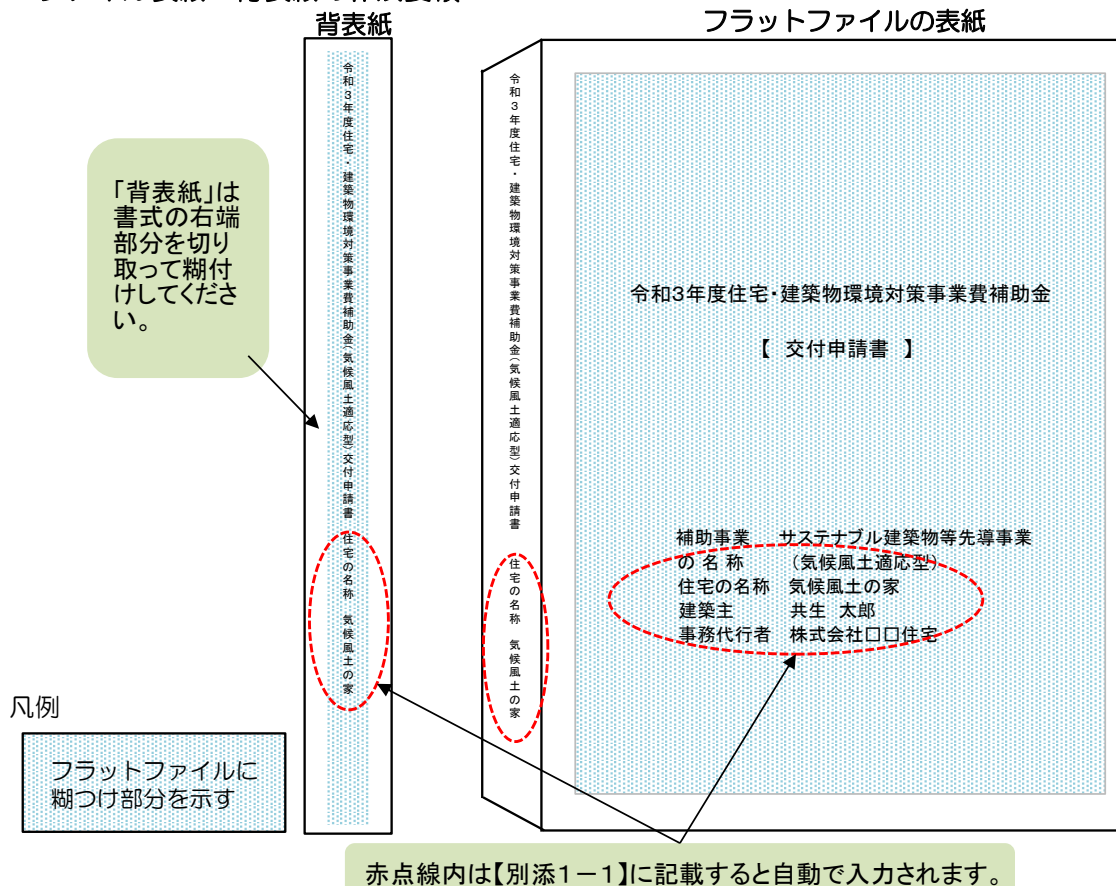 背表紙
フラットファイルの表紙
令和3年度住宅・建築物環境対策事業費補助金(気候風土適応型)交付申請書 住宅の名称 気候風土の家
令和3年度住宅・建築物環境対策事業費補助金(気候風土適応型)交付申請書 住宅の名称 気候風土の家
「背表紙」は
書式の右端
部分を切り
取って糊付
けしてくださ
い。
令和3年度住宅・建築物環境対策事業費補助金
【 交付申請書 】
補助事業 サステナブル建築物等先導事業
の 名 称 (気候風土適応型)
住宅の名称 気候風土の家
建築主 共生 太郎
事務代行者 株式会社□□住宅
凡例
フラットファイルに
糊つけ部分を示す
赤点線内は【別添1-1】に記載すると自動で入力されます。